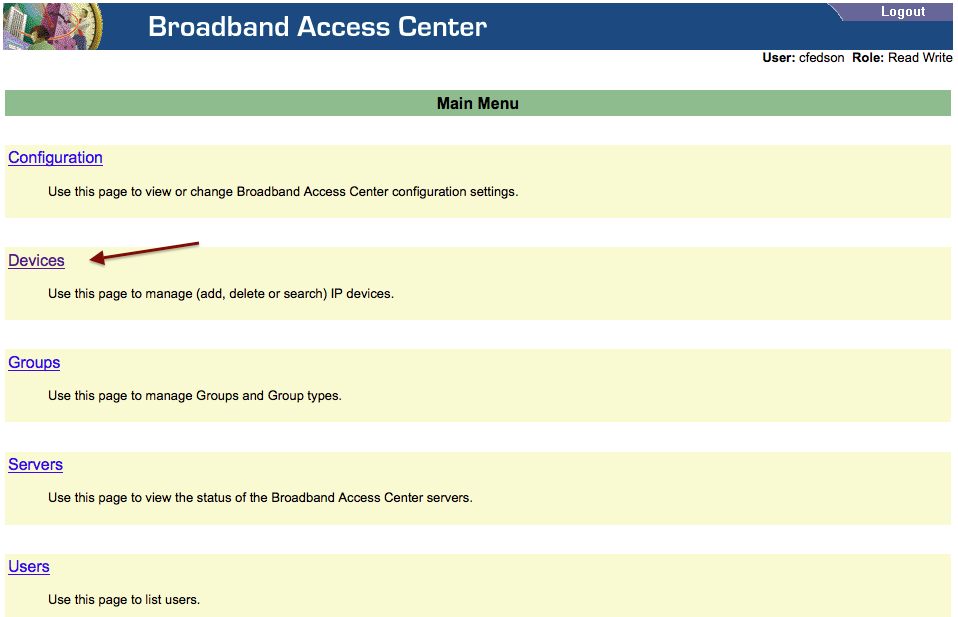 Broadband Access Center
Logout
User: cfedson Role: Read Write
Main Menu
Configuration
Use this page to view or change Broadband Access Center configuration settings.
Devices
Use this page to manage (add, delete or search) IP devices.
Groups
Use this page to manage Groups and Group types.
Servers
Use this page to view the status of the Broadband Access Center servers.
Users
Use this page to list users.